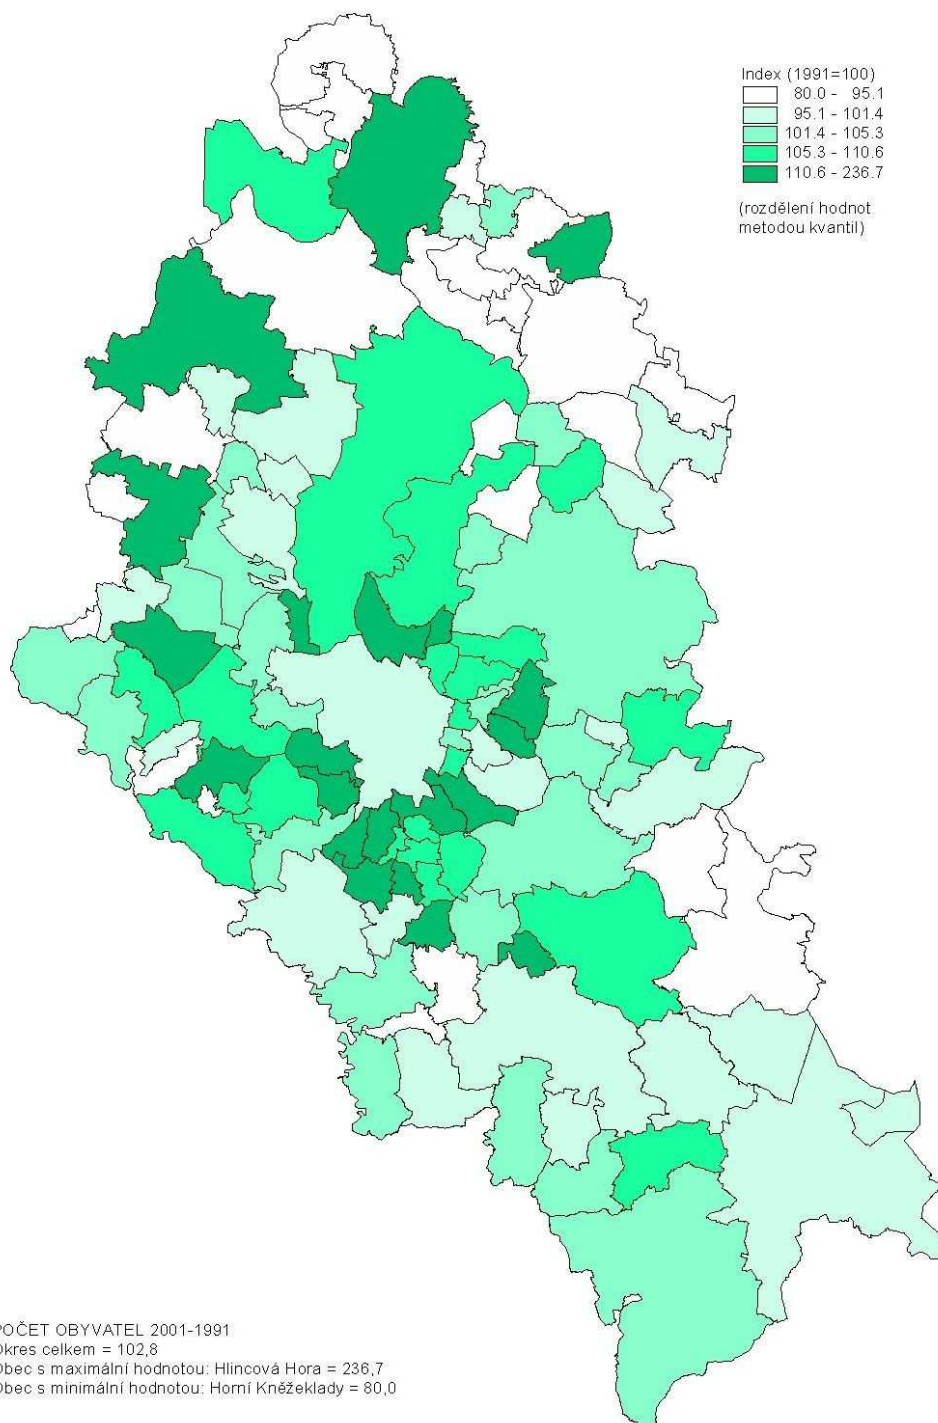 Index (1991=100)
80.0 - 95.1
95.1 - 101.4
101.4 - 105.3
105.3 - 110.6
110.6 - 236.7
(rozdělení hodnot
metodou kvantil)
POČET OBYVATEL 2001-1991
Okres celkem = 102,8
Obec s maximální hodnotou: Hlincová Hora = 236,7
Obec s minimální hodnotou: Horní Kněžeklady = 80,0